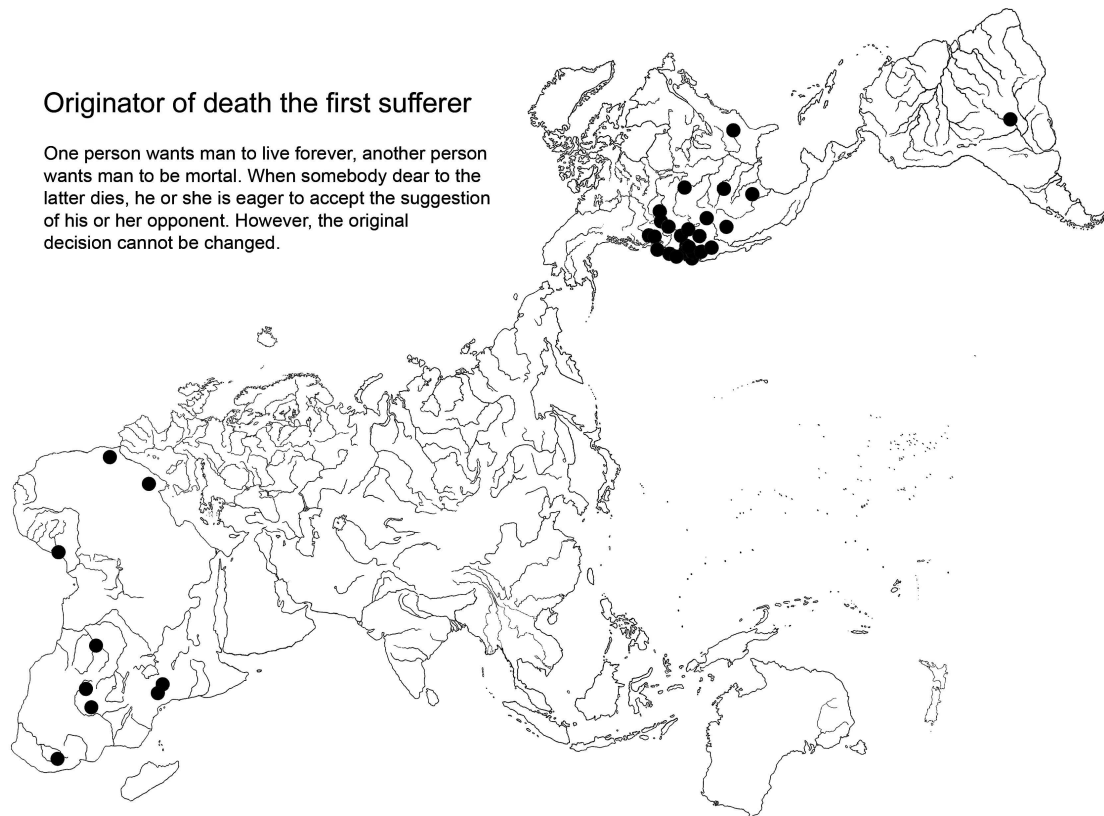 Originator of death the first sufferer
One person wants man to live forever, another person
wants man to be mortal. When somebody dear to the
latter dies, he or she is eager to accept the suggestion
of his or her opponent. However, the original
decision cannot be changed.